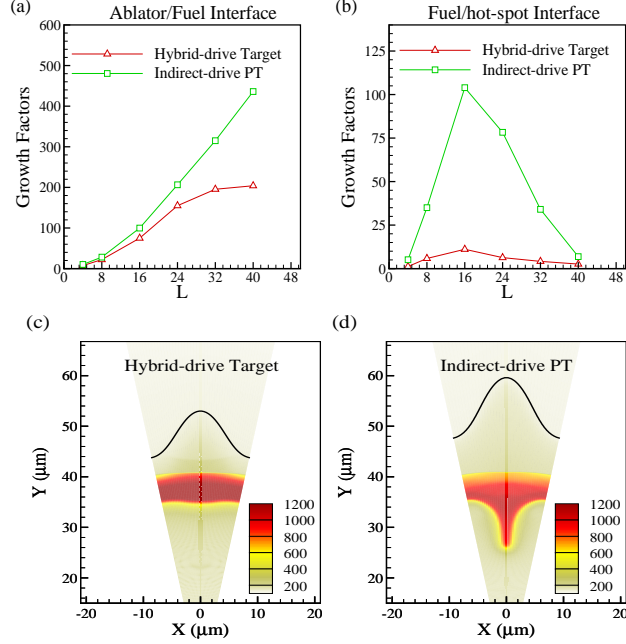 (a)
Ablator/Fuel Interface
600
500
400
300
200
100
0
Growth Factors
Hybrid-drive Target
Indirect-drive PT
0 8 16 24 32 40 48
L
(b)
Fuel/hot-spot Interface
125
100
75
50
25
0
Growth Factors
Hybrid-drive Target
Indirect-drive PT
0 8 16 24 32 40 48
L
(c)
Hybrid-drive Target
60
50
40
30
20
Y (μm)
1200
1000
800
600
400
200
-20 -10 0 10 20
X (μm)
(d)
Indirect-drive PT
60
50
40
30
20
Y (μm)
1200
1000
800
600
400
200
-20 -10 0 10 20
X (μm)